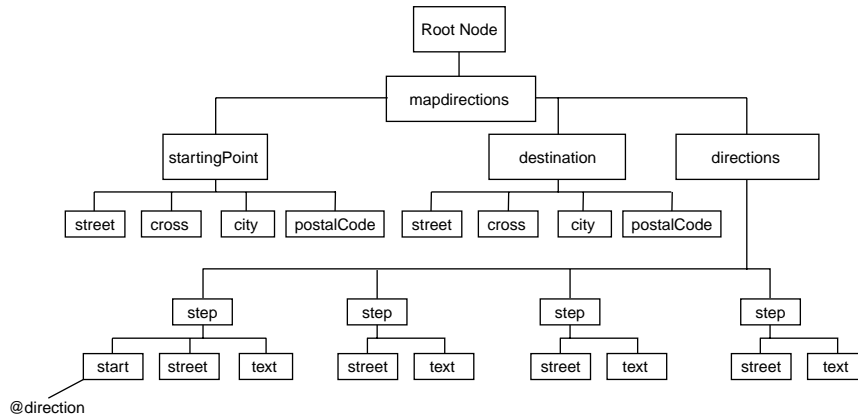 Root Node
mapdirections
startingPoint destination directions
street cross city postalCode street cross city postalCode
step step step step
start street text street text street text street text
@direction